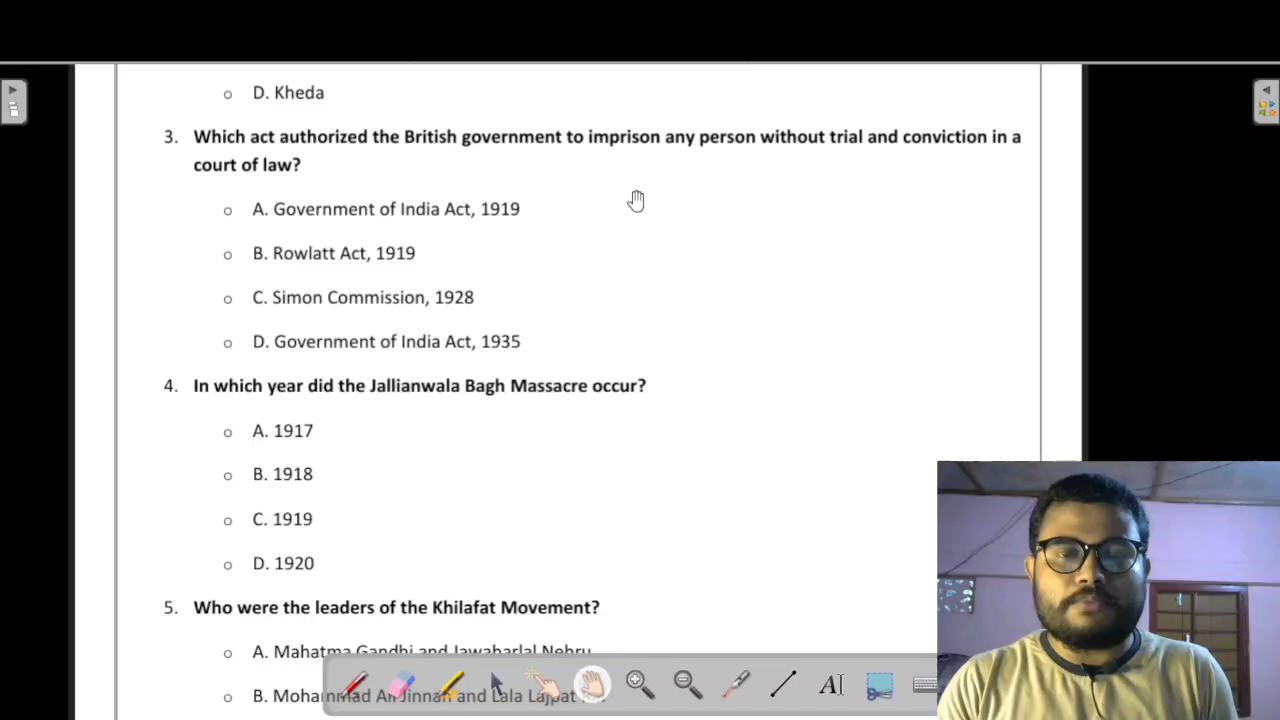 D. Kheda
3. Which act authorized the British government to imprison any person without trial and conviction in a
court of law?
A. Government of India Act, 1919
B. Rowlatt Act, 1919
C. Simon Commission, 1928
D. Government of India Act, 1935
4. In which year did the Jallianwala Bagh Massacre occur?
A. 1917
B. 1918
C. 1919
D. 1920
5. Who were the leaders of the Khilafat Movement?
A. Mahatma Gandhi and Jawaharlal Nehru
B. Mohammad Ali Jinnah and Lala Lajpat